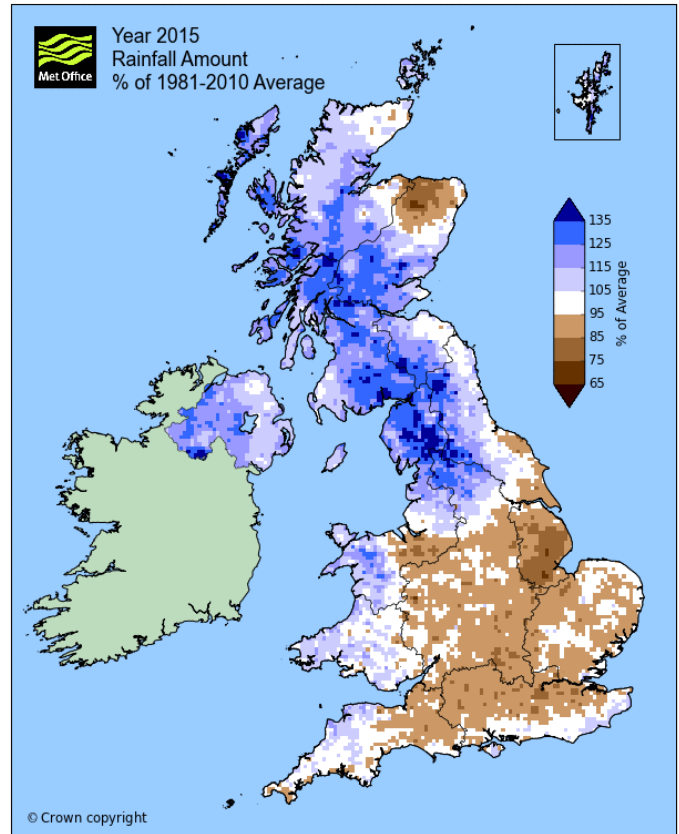 Met Office
Year 2015
Rainfall Amount
% of 1981-2010 Average
135
125
115
105
95
85
75
65
% of Average
© Crown copyright